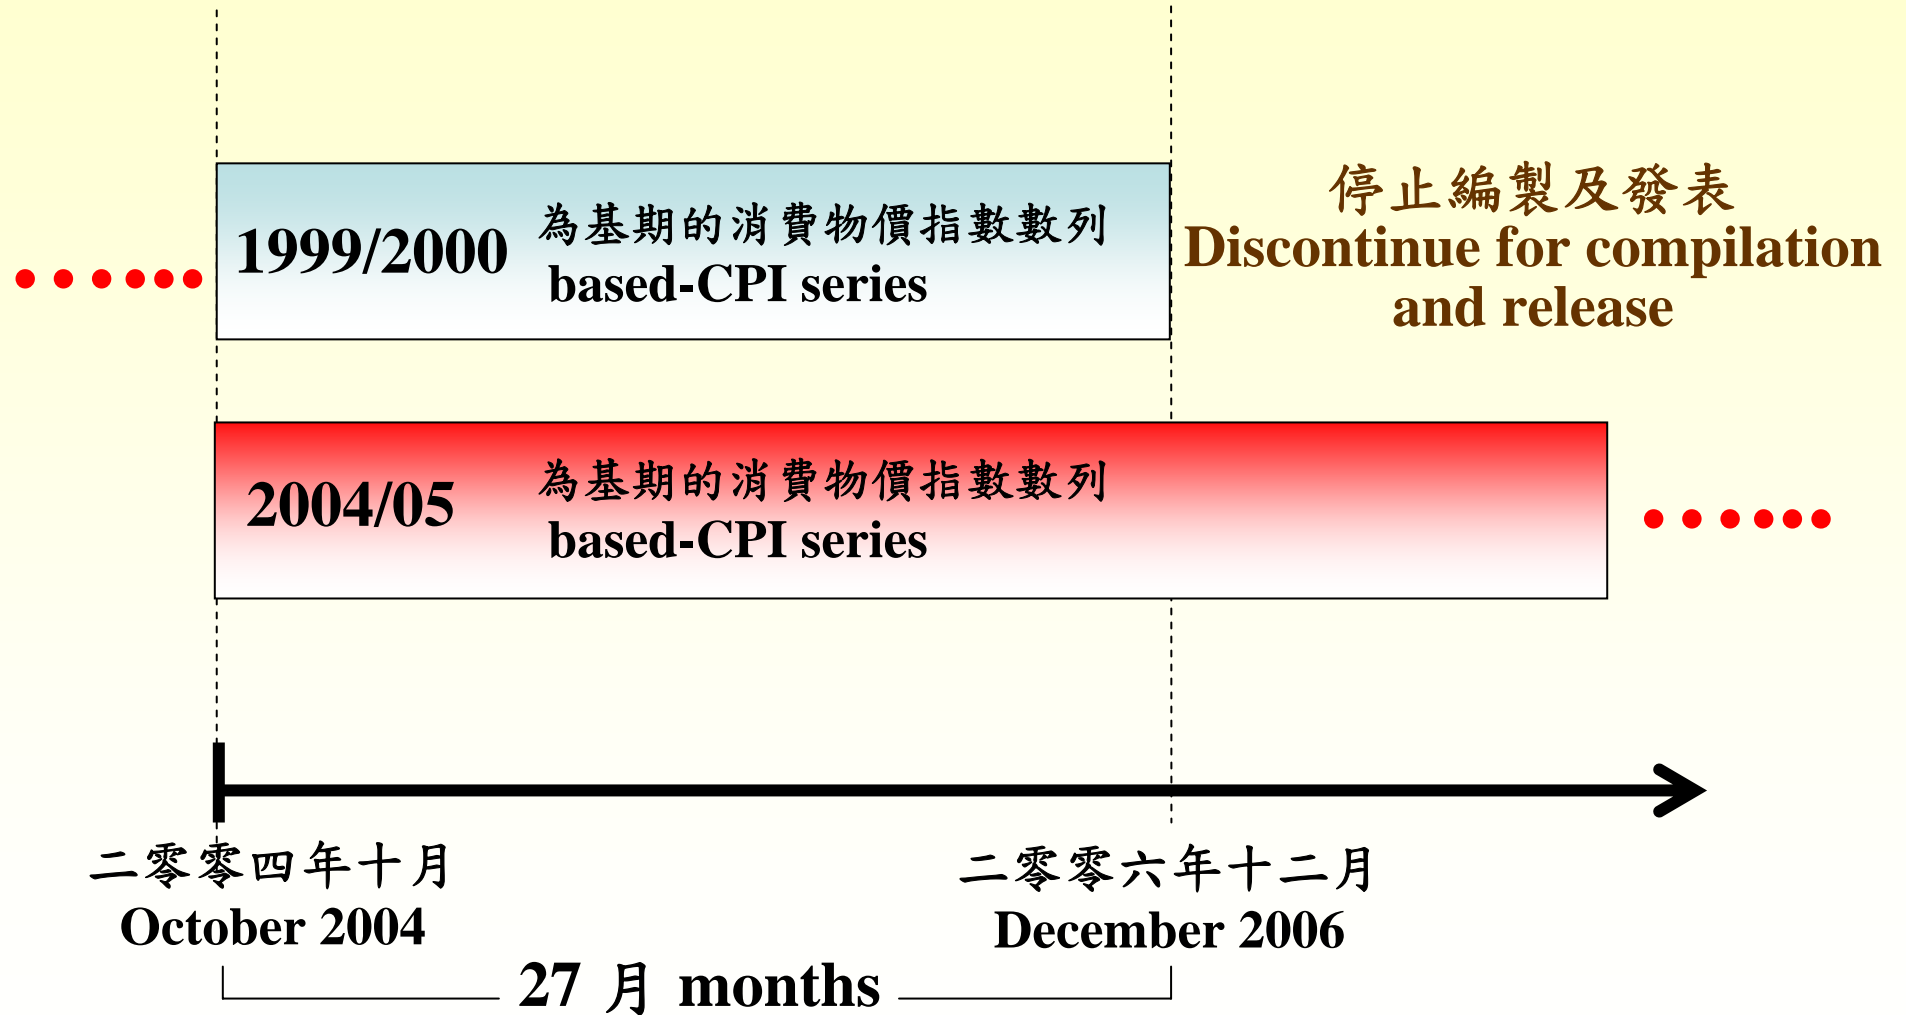 1999/2000 為基期的消費物價指數數列
based-CPI series
停止編製及發表
Discontinue for compilation
and release
2004/05 為基期的消費物價指數數列
based-CPI series
二零零四年十月
October 2004
二零零六年十二月
December 2006
27 月 months